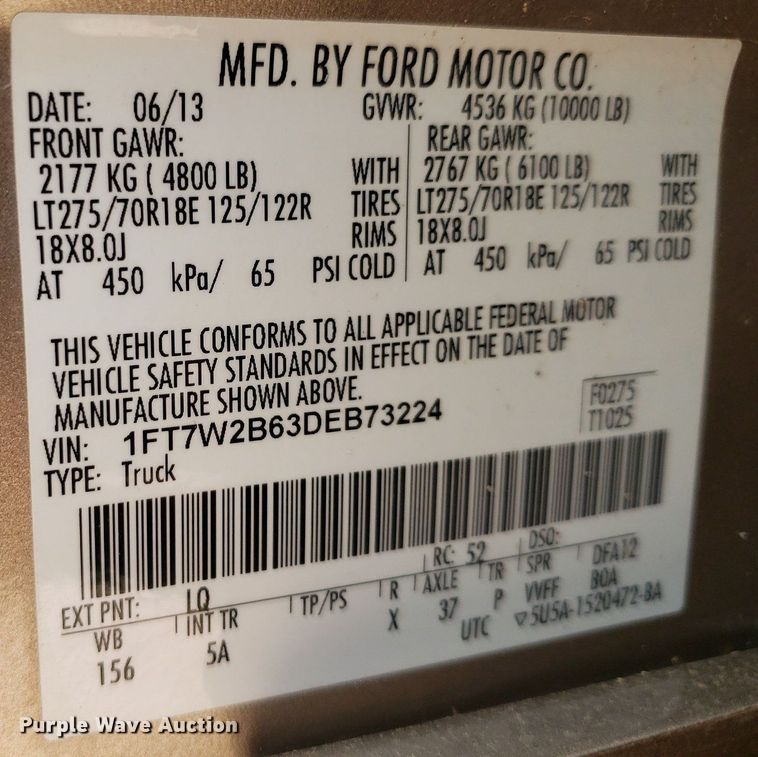 MFD. BY FORD MOTOR CO.
DATE: 06/13 GVWR: 4536 KG (10000 LB)
FRONT GAWR: REAR GAWR:
2177 KG ( 4800 LB) WITH 2767 KG ( 6100 LB) WITH
LT275/70R18E 125/122R TIRES LT275/70R18E 125/122R TIRES
18X8.0J RIMS 18X8.0J RIMS
AT 450 kPa/ 65 PSI COLD AT 450 kPa/ 65 PSI COLD
THIS VEHICLE CONFORMS TO ALL APPLICABLE FEDERAL MOTOR
VEHICLE SAFETY STANDARDS IN EFFECT ON THE DATE OF
MANUFACTURE SHOWN ABOVE.
VIN: 1FT7W2B63DEB73224 F0275
TYPE: Truck T1025
EXT PNT: LQ RC: 52 DSO:
WB INT TR TP/PS R AXLE TR SPR DFA12
156 5A X 37 P VVFF BOA
UTC ▽5U5A-1520472-BA
Purple Wave Auction